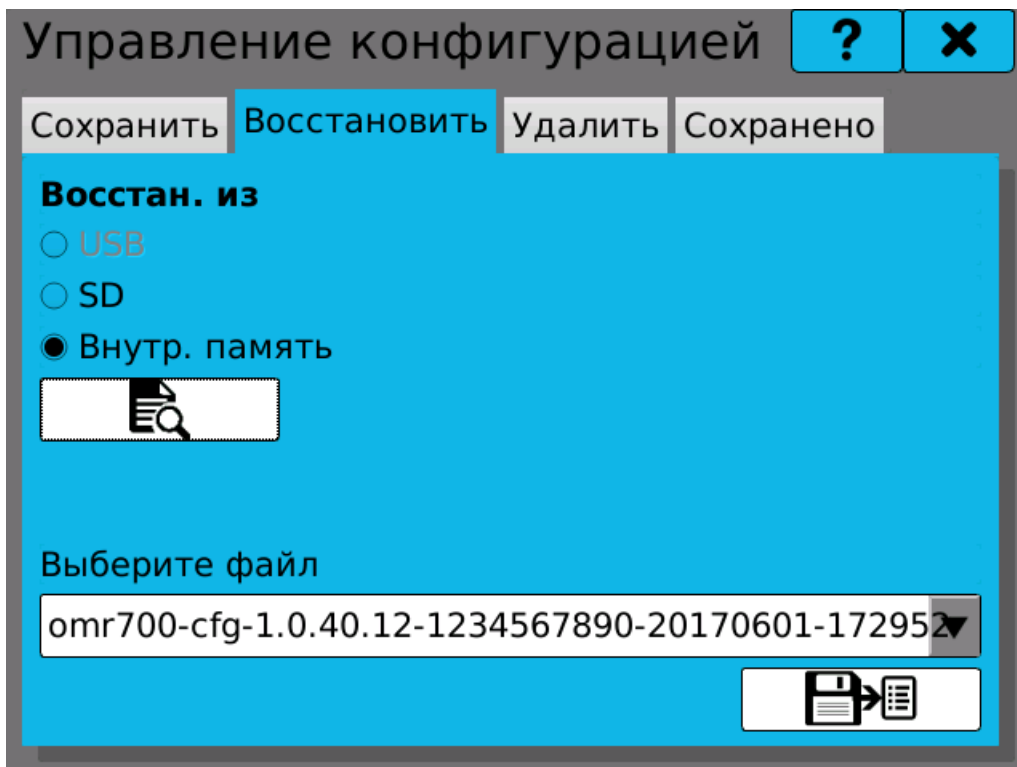 Управление конфигурацией ?
Сохранить Восстановить Удалить Сохранено
Восстан. из
USB
SD
Внутр. память
Выберите файл
omr700-cfg-1.0.40.12-1234567890-20170601-172952